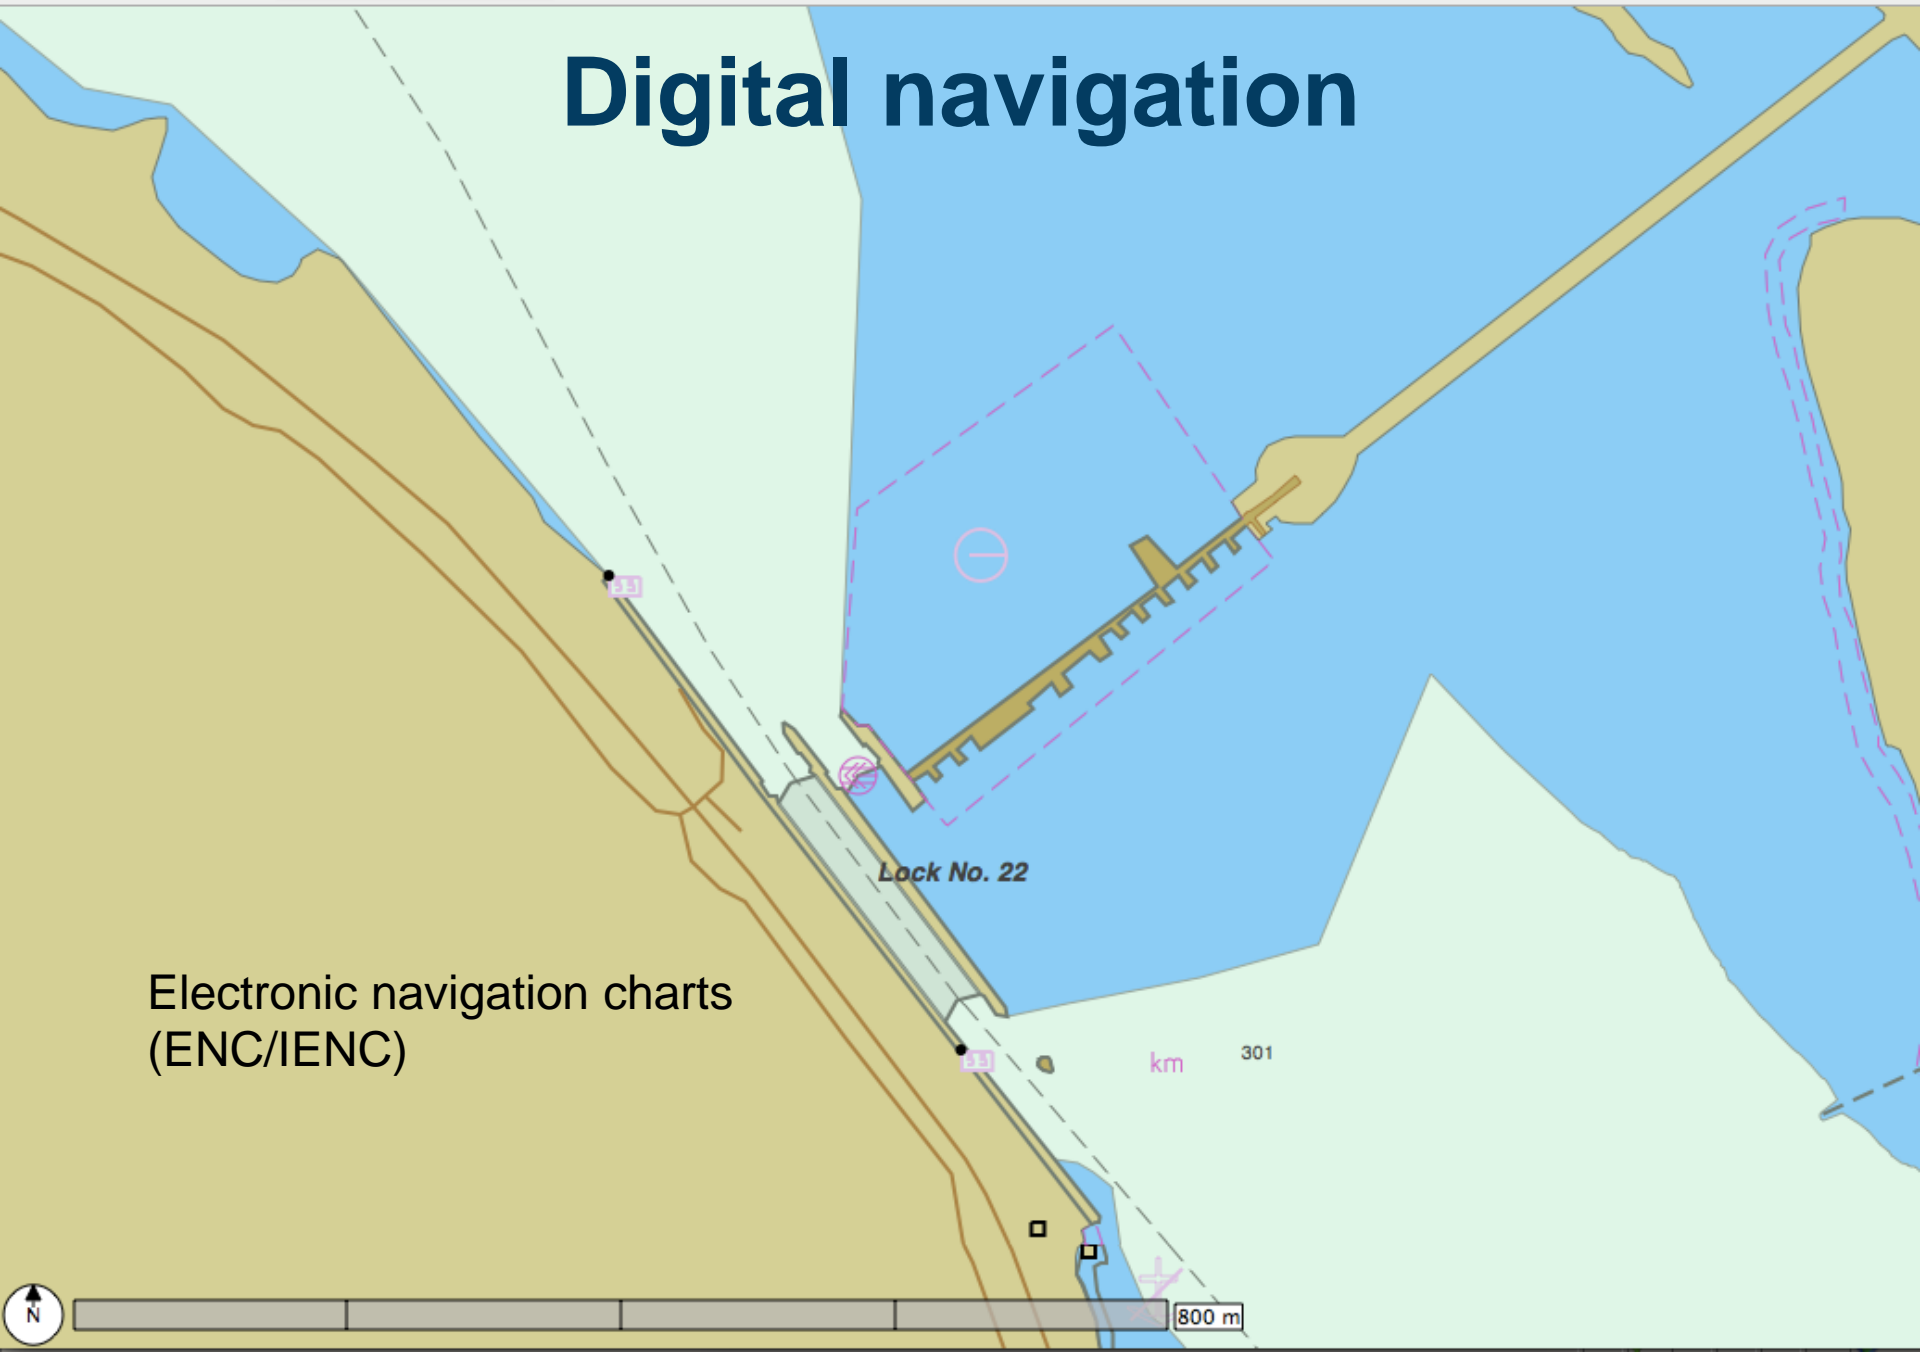 Digital navigation
Lock No. 22
Electronic navigation charts
(ENC/IENC)
km
301
N
800 m